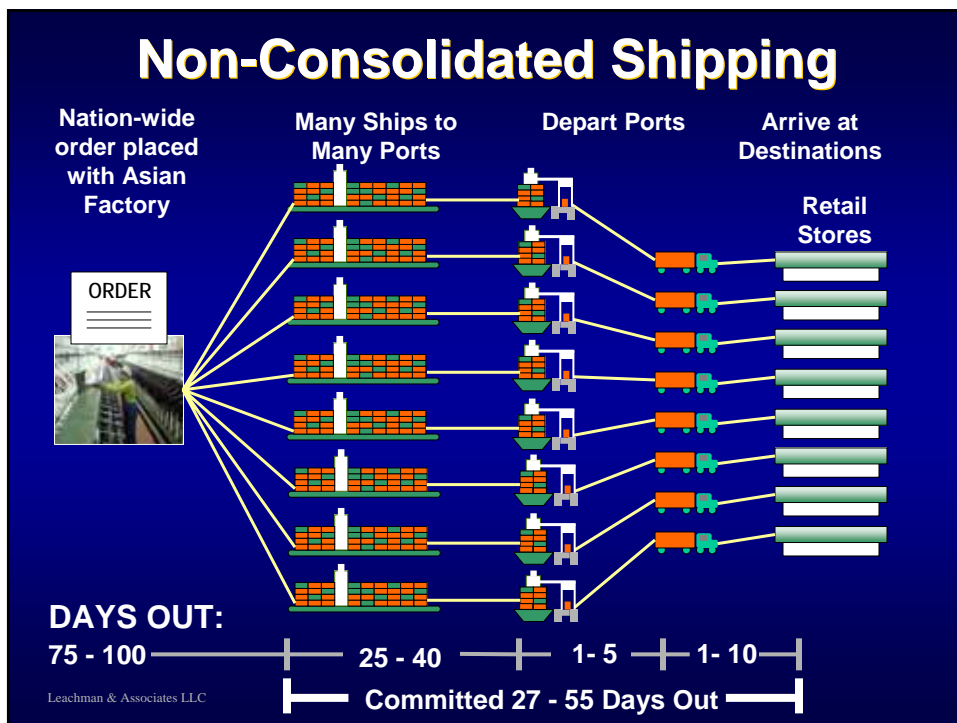 Non-Consolidated Shipping
Nation-wide
order placed
with Asian
Factory
Many Ships to
Many Ports
Depart Ports
Arrive at
Destinations
Retail
Stores
ORDER
DAYS OUT:
75 - 100
25 - 40
1- 5
1- 10
Committed 27 - 55 Days Out
Leachman & Associates LLC